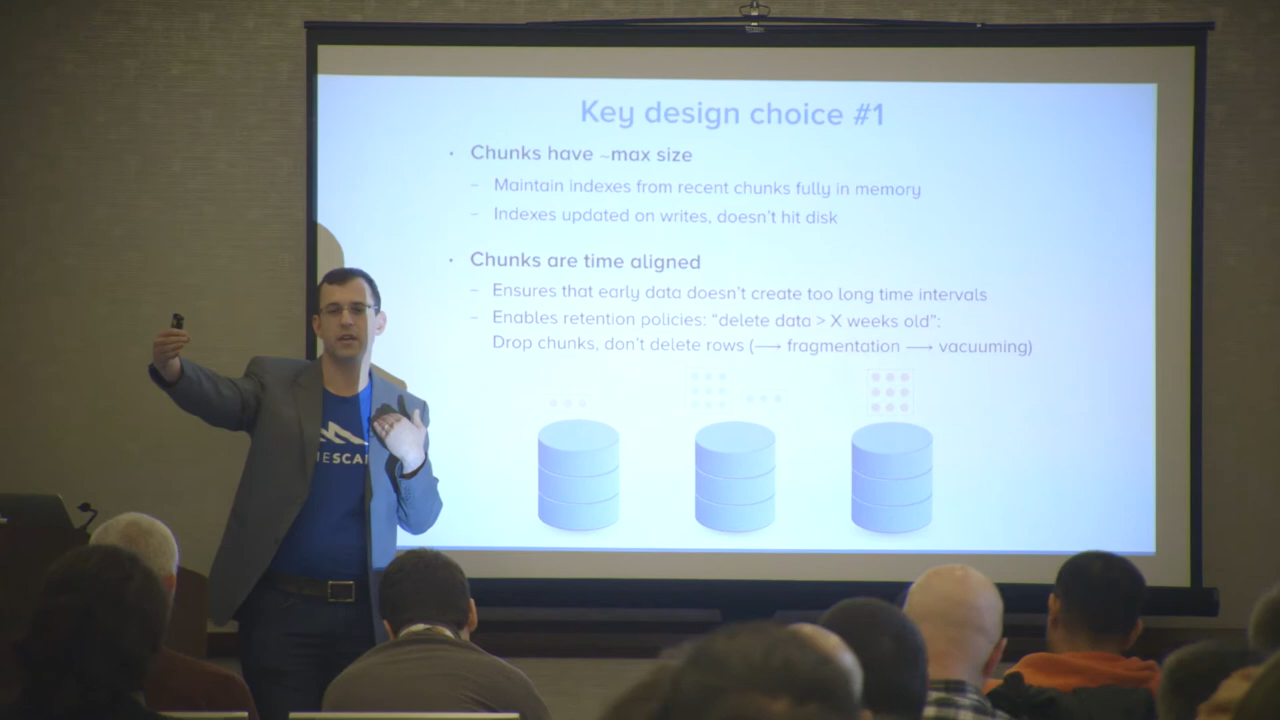 Key design choice #1
• Chunks have ~max size
– Maintain indexes from recent chunks fully in memory
– Indexes updated on writes, doesn't hit disk
• Chunks are time aligned
– Ensures that early data doesn't create too long time intervals
– Enables retention policies: "delete data > X weeks old":
Drop chunks, don't delete rows (⟶ fragmentation ⟶ vacuuming)
IESCA